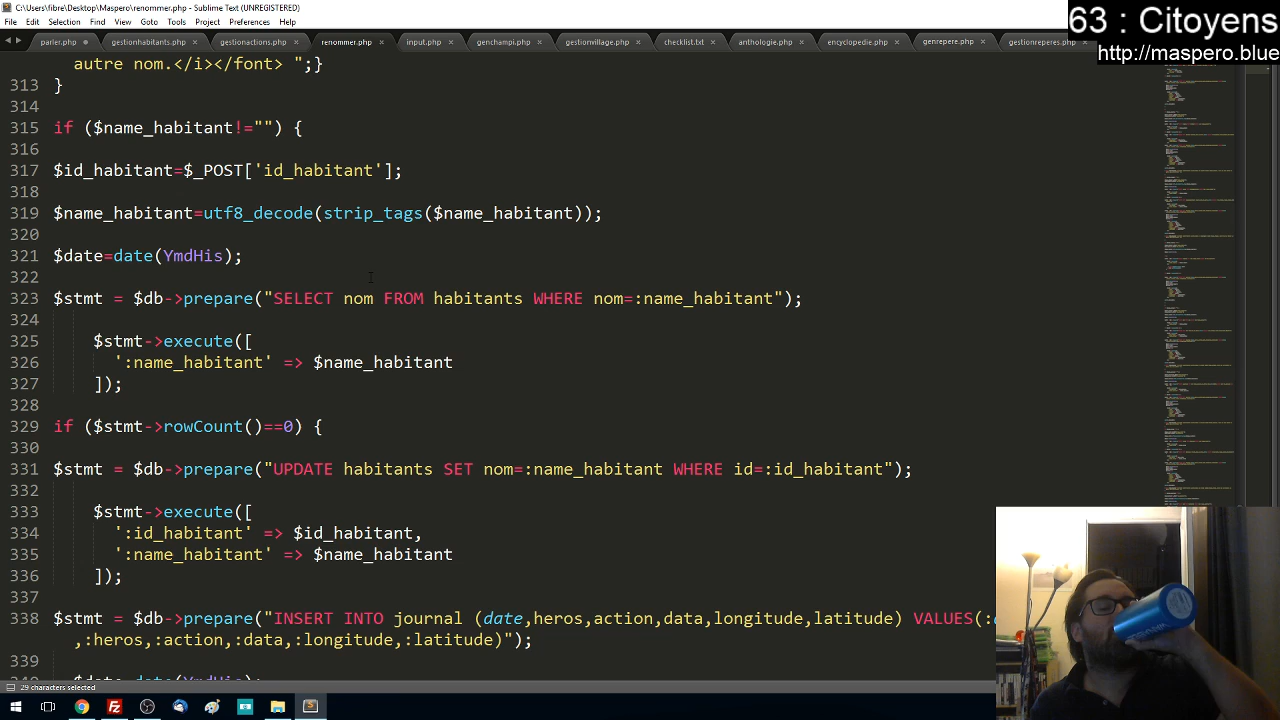 C:\Users\fibre\Desktop\Maspero\renommer.php - Sublime Text (UNREGISTERED)
63 : Citoyens
File Edit Selection Find View Goto Tools Project Preferences Help
http://maspero.blue
parler.php gestionhabitants.php gestionactions.php renommer.php input.php genchampi.php gestionvillage.php checklist.txt anthologie.php encyclopedie.php genrepere.php gestionreperes.php
autre nom.</i></font> ";}
313 }
314
315 if ($name_habitant!="") {
316
317 $id_habitant=$_POST['id_habitant'];
318
319 $name_habitant=utf8_decode(strip_tags($name_habitant));
320
321 $date=date(YmdHis);
322
323 $stmt = $db->prepare("SELECT nom FROM habitants WHERE nom=:name_habitant");
324
325 $stmt->execute([
326 ':name_habitant' => $name_habitant
327 ]);
328
329 if ($stmt->rowCount()==0) {
330
331 $stmt = $db->prepare("UPDATE habitants SET nom=:name_habitant WHERE id=:id_habitant");
332
333 $stmt->execute([
334 ':id_habitant' => $id_habitant,
335 ':name_habitant' => $name_habitant
336 ]);
337
338 $stmt = $db->prepare("INSERT INTO journal (date,heros,action,data,longitude,latitude) VALUES(:
,:heros,:action,:data,:longitude,:latitude)");
339
340 $date=date(YmdHis);
29 characters selected